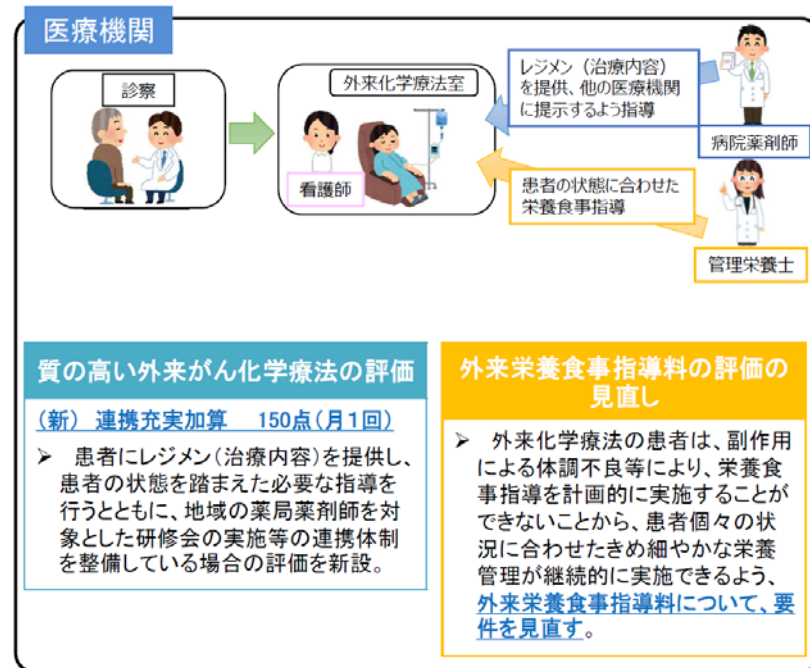 医療機関
診察
外来化学療法室
看護師
レジメン（治療内容）
を提供、他の医療機関
に提示するよう指導
病院薬剤師
患者の状態に合わせた
栄養食事指導
管理栄養士
質の高い外来がん化学療法の評価
（新） 連携充実加算　150点（月１回）
➢ 患者にレジメン（治療内容）を提供し、
患者の状態を踏まえた必要な指導を
行うとともに、地域の薬局薬剤師を対
象とした研修会の実施等の連携体制
を整備している場合の評価を新設。
外来栄養食事指導料の評価の
見直し
➢ 外来化学療法の患者は、副作用
による体調不良等により、栄養食
事指導を計画的に実施することが
できないことから、患者個々の状
況に合わせたきめ細やかな栄養
管理が継続的に実施できるよう、
外来栄養食事指導料について、要
件を見直す。